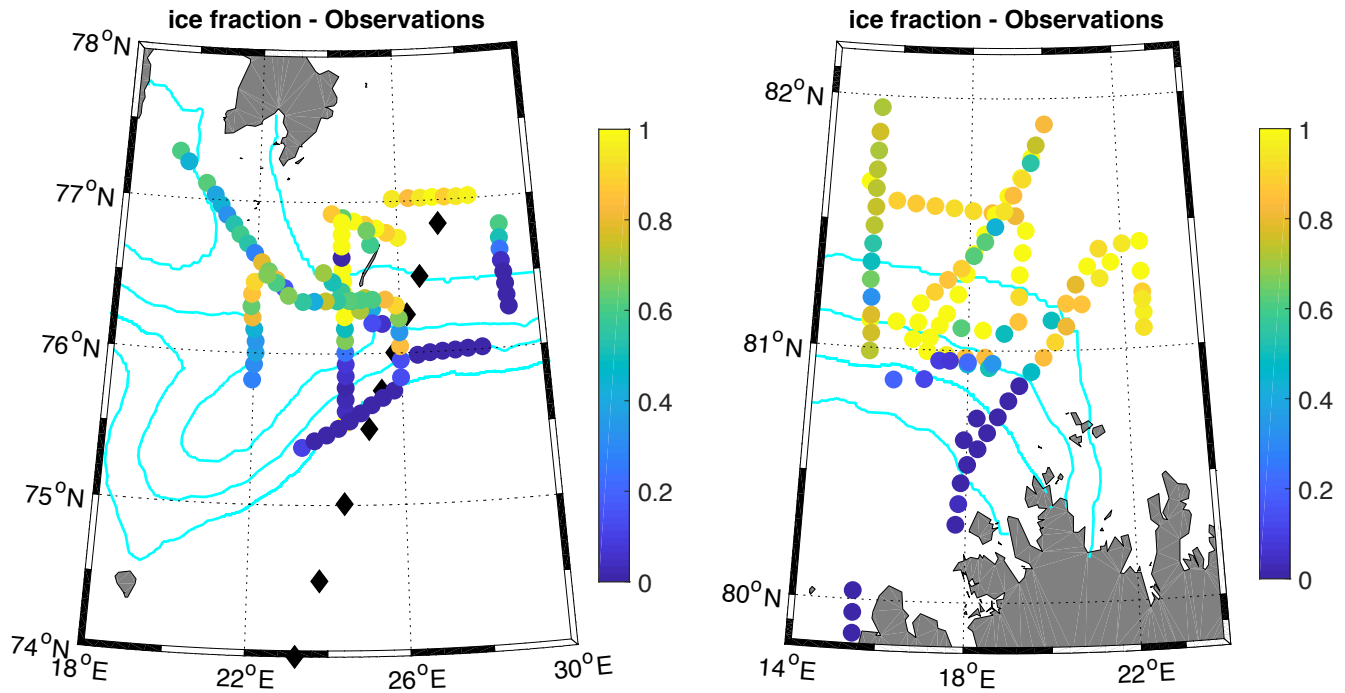 ice fraction - Observations
78°N
77°N
76°N
75°N
74°N
18°E
22°E
26°E
30°E
1
0.8
0.6
0.4
0.2
0
ice fraction - Observations
82°N
81°N
80°N
14°E
18°E
22°E
1
0.8
0.6
0.4
0.2
0